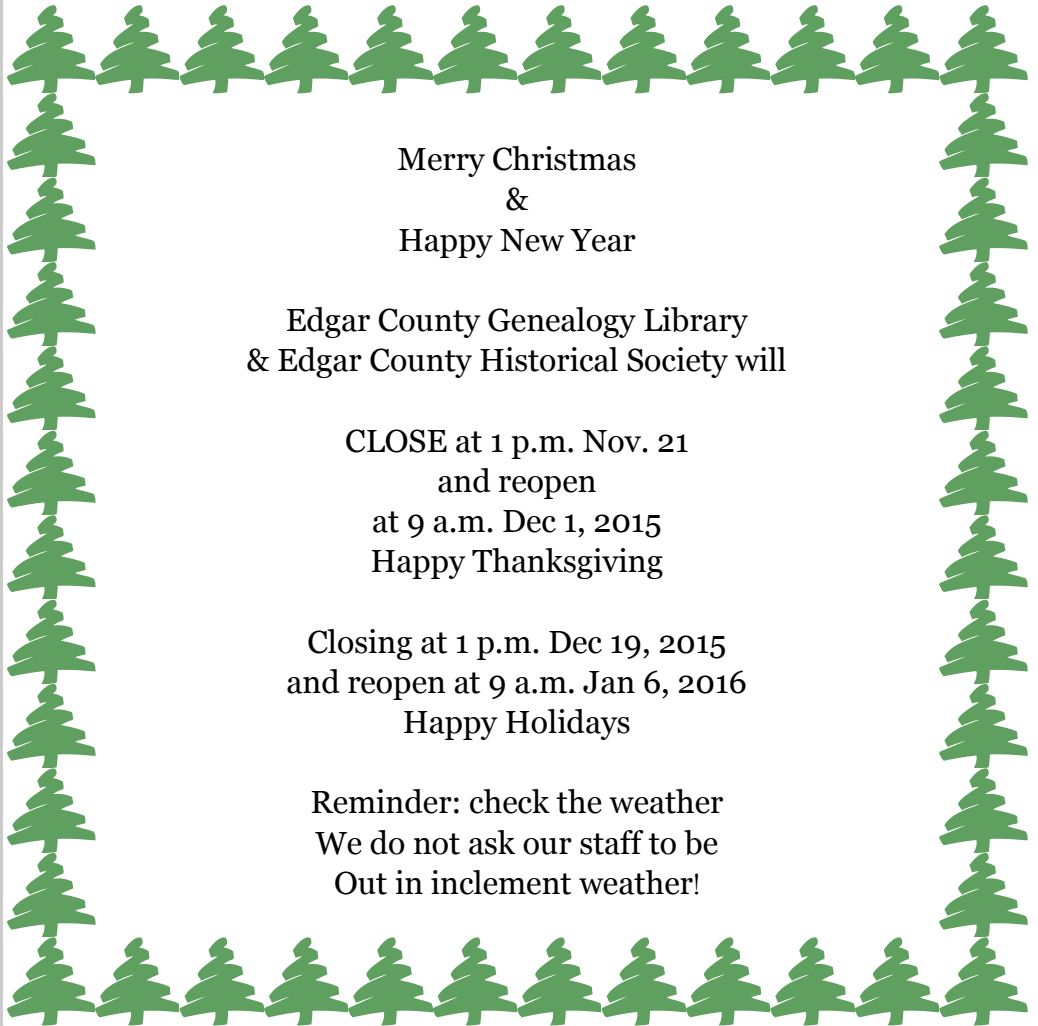 Merry Christmas
&
Happy New Year
Edgar County Genealogy Library
& Edgar County Historical Society will
CLOSE at 1 p.m. Nov. 21
and reopen
at 9 a.m. Dec 1, 2015
Happy Thanksgiving
Closing at 1 p.m. Dec 19, 2015
and reopen at 9 a.m. Jan 6, 2016
Happy Holidays
Reminder: check the weather
We do not ask our staff to be
Out in inclement weather!